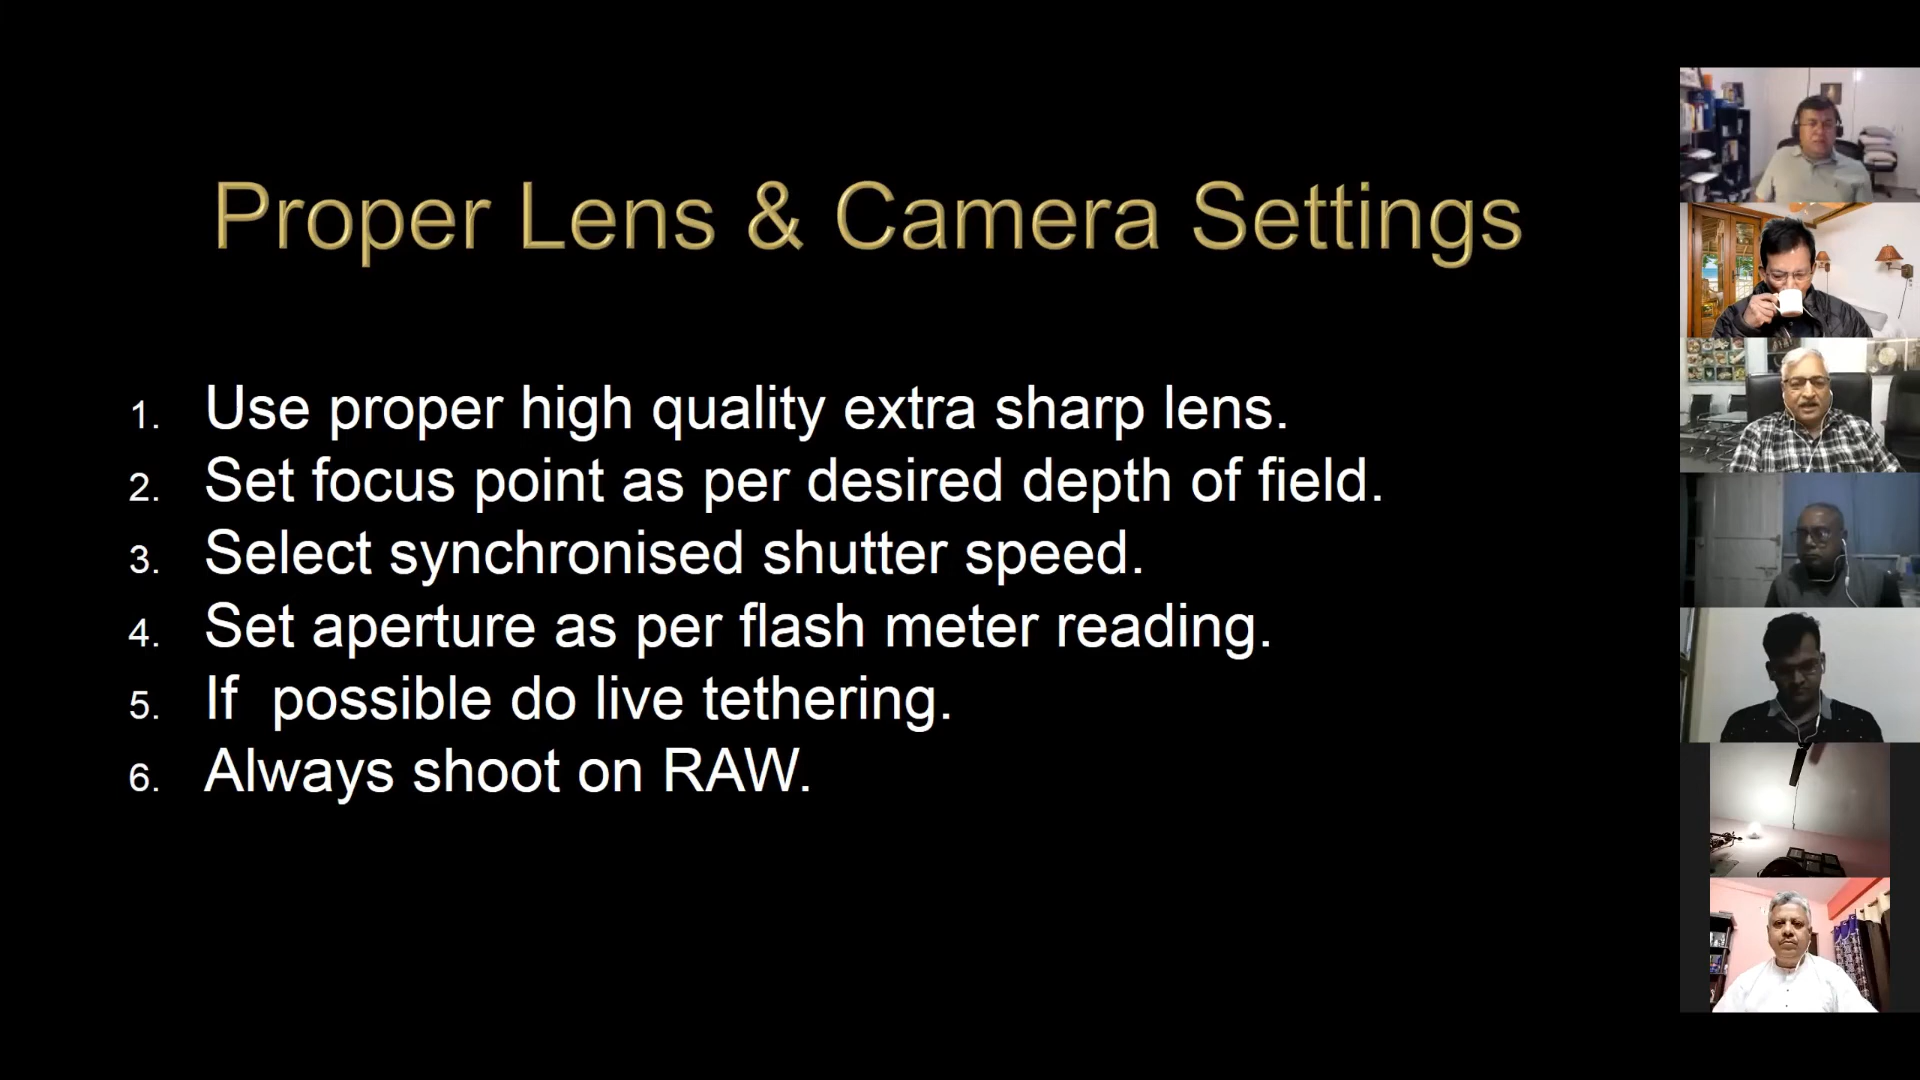 Proper Lens & Camera Settings
1. Use proper high quality extra sharp lens.
2. Set focus point as per desired depth of field.
3. Select synchronised shutter speed.
4. Set aperture as per flash meter reading.
5. If  possible do live tethering.
6. Always shoot on RAW.